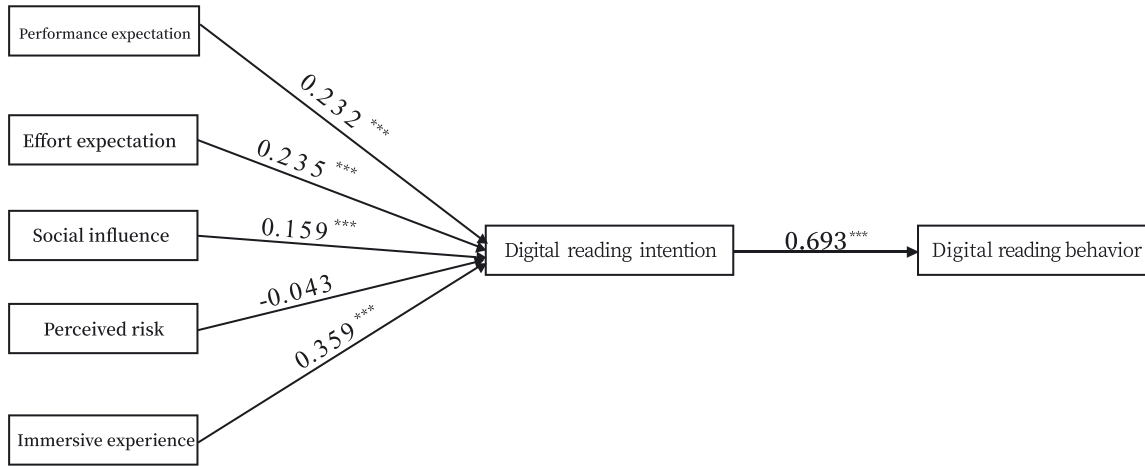 Performance expectation
0.232 ***
Effort expectation
0.235 ***
Social influence
0.159 ***
Digital reading intention
0.693***
Digital reading behavior
-0.043
Perceived risk
0.359***
Immersive experience